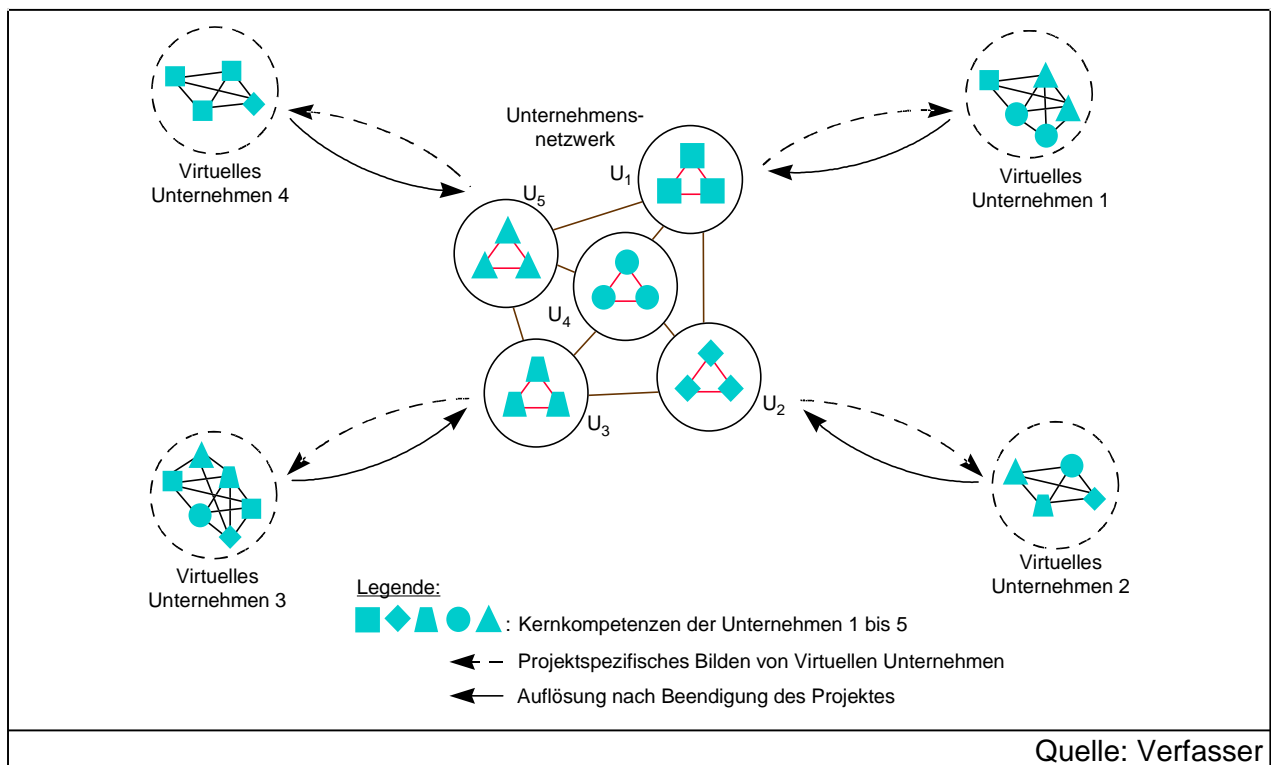 Unternehmens-
netzwerk
U1
U5
U4
U3
U2
Virtuelles
Unternehmen 4
Virtuelles
Unternehmen 1
Virtuelles
Unternehmen 3
Virtuelles
Unternehmen 2
Legende:
: Kernkompetenzen der Unternehmen 1 bis 5
Projektspezifisches Bilden von Virtuellen Unternehmen
Auflösung nach Beendigung des Projektes
Quelle: Verfasser